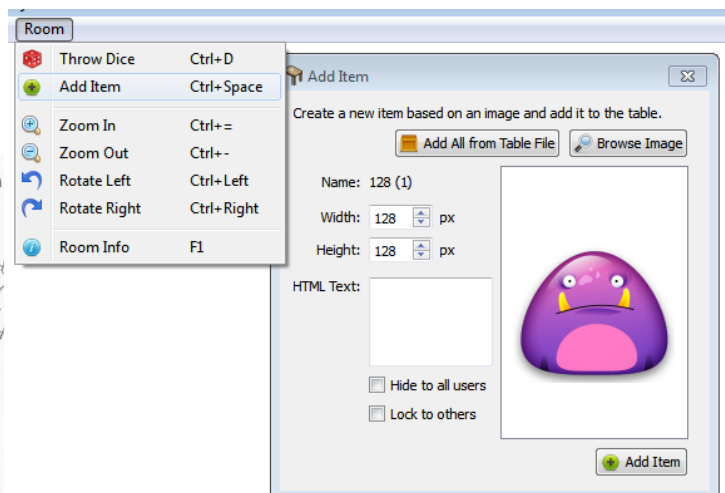 Room
Throw Dice Ctrl+D
Add Item Ctrl+Space
Zoom In Ctrl+=
Zoom Out Ctrl+-
Rotate Left Ctrl+Left
Rotate Right Ctrl+Right
Room Info F1
Add Item
Create a new item based on an image and add it to the table.
Add All from Table File Browse Image
Name: 128 (1)
Width: 128 px
Height: 128 px
HTML Text:
Hide to all users
Lock to others
Add Item